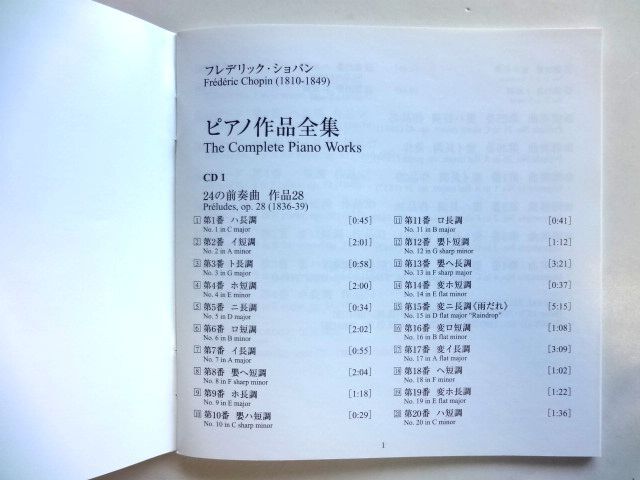 フレデリック・ショパン
Frédéric Chopin (1810-1849)
ピアノ作品全集
The Complete Piano Works
CD 1
24の前奏曲 作品28
Préludes, op. 28 (1836-39)
1 第1番 ハ長調 [0:45]
No. 1 in C major
2 第2番 イ短調 [2:01]
No. 2 in A minor
3 第3番 ト長調 [0:58]
No. 3 in G major
4 第4番 ホ短調 [2:00]
No. 4 in E minor
5 第5番 ニ長調 [0:34]
No. 5 in D major
6 第6番 ロ短調 [2:02]
No. 6 in B minor
7 第7番 イ長調 [0:55]
No. 7 in A major
8 第8番 嬰ヘ短調 [2:04]
No. 8 in F sharp minor
9 第9番 ホ長調 [1:18]
No. 9 in E major
10 第10番 嬰ハ短調 [0:29]
No. 10 in C sharp minor
11 第11番 ロ長調 [0:41]
No. 11 in B major
12 第12番 嬰ト短調 [1:12]
No. 12 in G sharp minor
13 第13番 嬰ヘ長調 [3:21]
No. 13 in F sharp major
14 第14番 変ホ短調 [0:37]
No. 14 in E flat minor
15 第15番 変ニ長調《雨だれ》 [5:15]
No. 15 in D flat major "Raindrop"
16 第16番 変ロ短調 [1:08]
No. 16 in B flat minor
17 第17番 変イ長調 [3:09]
No. 17 in A flat major
18 第18番 ヘ短調 [1:02]
No. 18 in F minor
19 第19番 変ホ長調 [1:22]
No. 19 in E flat major
20 第20番 ハ短調 [1:36]
No. 20 in C minor
1